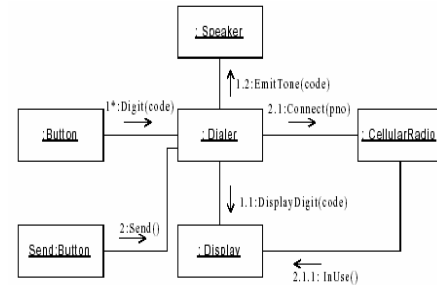 : Speaker
1.2:EmitTone(code)
1*:Digit(code)
2.1:Connect(pno)
:Button
: Dialer
: CellularRadio
1.1:DisplayDigit(code)
2:Send()
Send:Button
: Display
2.1.1: InUse()